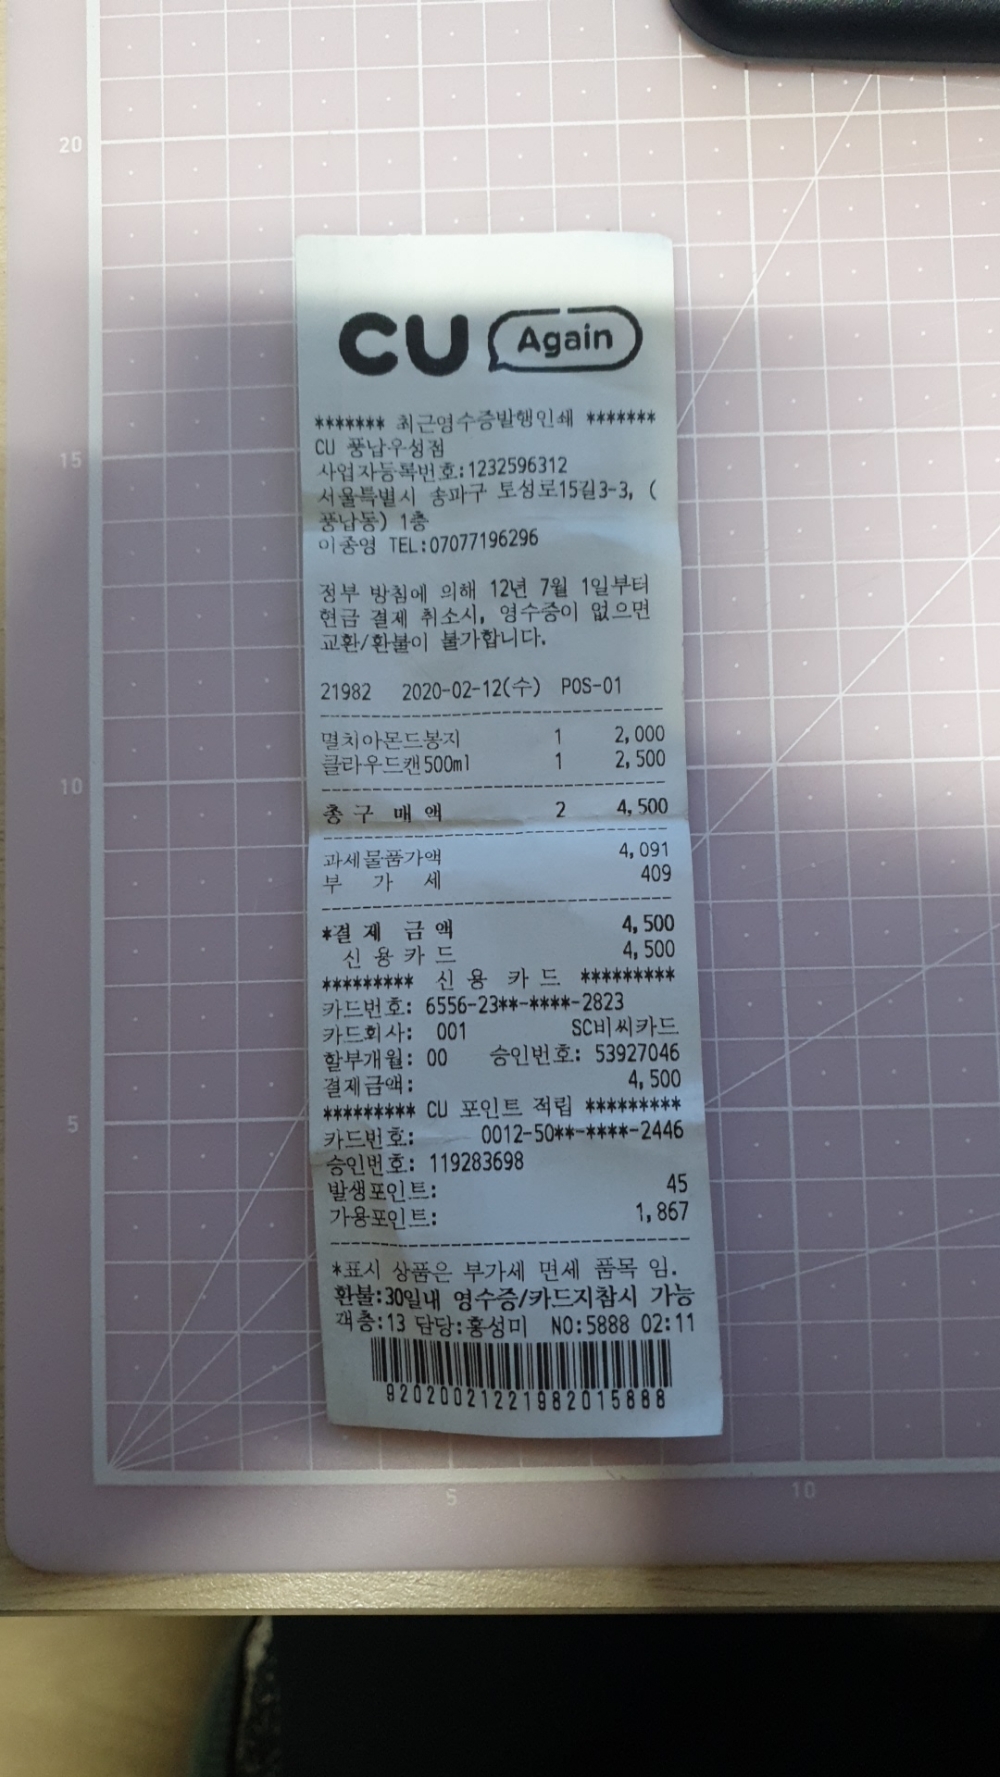 CU Again
******* 최근영수증발행인쇄 *******
CU 풍납우성점
사업자등록번호:1232596312
서울특별시 송파구 토성로15길3-3, (
풍납동) 1층
이종영 TEL:07077196296
정부 방침에 의해 12년 7월 1일부터
현금 결제 취소시, 영수증이 없으면
교환/환불이 불가합니다.
21982 2020-02-12(수) POS-01
멸치아몬드봉지 1 2,000
클라우드캔500ml 1 2,500
총 구 매 액 2 4,500
과세물품가액 4,091
부 가 세 409
*결 제 금 액 4,500
신 용 카 드 4,500
********* 신 용 카 드 *********
카드번호: 6556-23**-****-2823
카드회사: 001 SC비씨카드
할부개월: 00 승인번호: 53927046
결제금액: 4,500
********* CU 포인트 적립 *********
카드번호: 0012-50**-****-2446
승인번호: 119283698
발생포인트: 45
가용포인트: 1,867
*표시 상품은 부가세 면세 품목 임.
환불:30일내 영수증/카드지참시 가능
객층:13 담당:홍성미 NO:5888 02:11
92020021221982015888
20
15
10
5
5
10